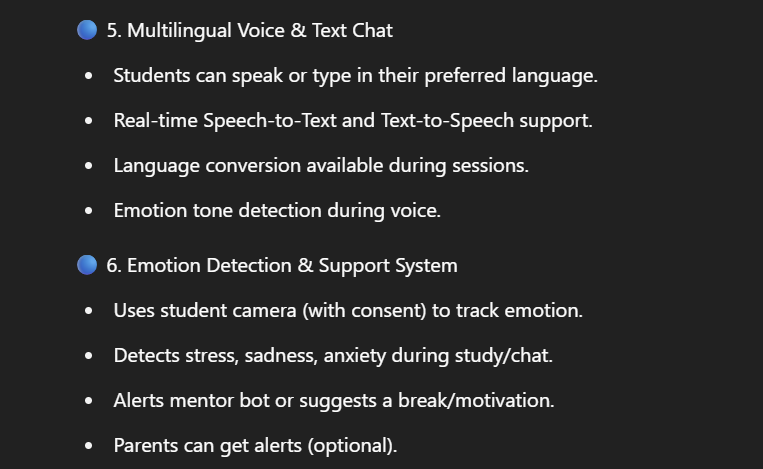 5. Multilingual Voice & Text Chat
• Students can speak or type in their preferred language.
• Real-time Speech-to-Text and Text-to-Speech support.
• Language conversion available during sessions.
• Emotion tone detection during voice.
6. Emotion Detection & Support System
• Uses student camera (with consent) to track emotion.
• Detects stress, sadness, anxiety during study/chat.
• Alerts mentor bot or suggests a break/motivation.
• Parents can get alerts (optional).